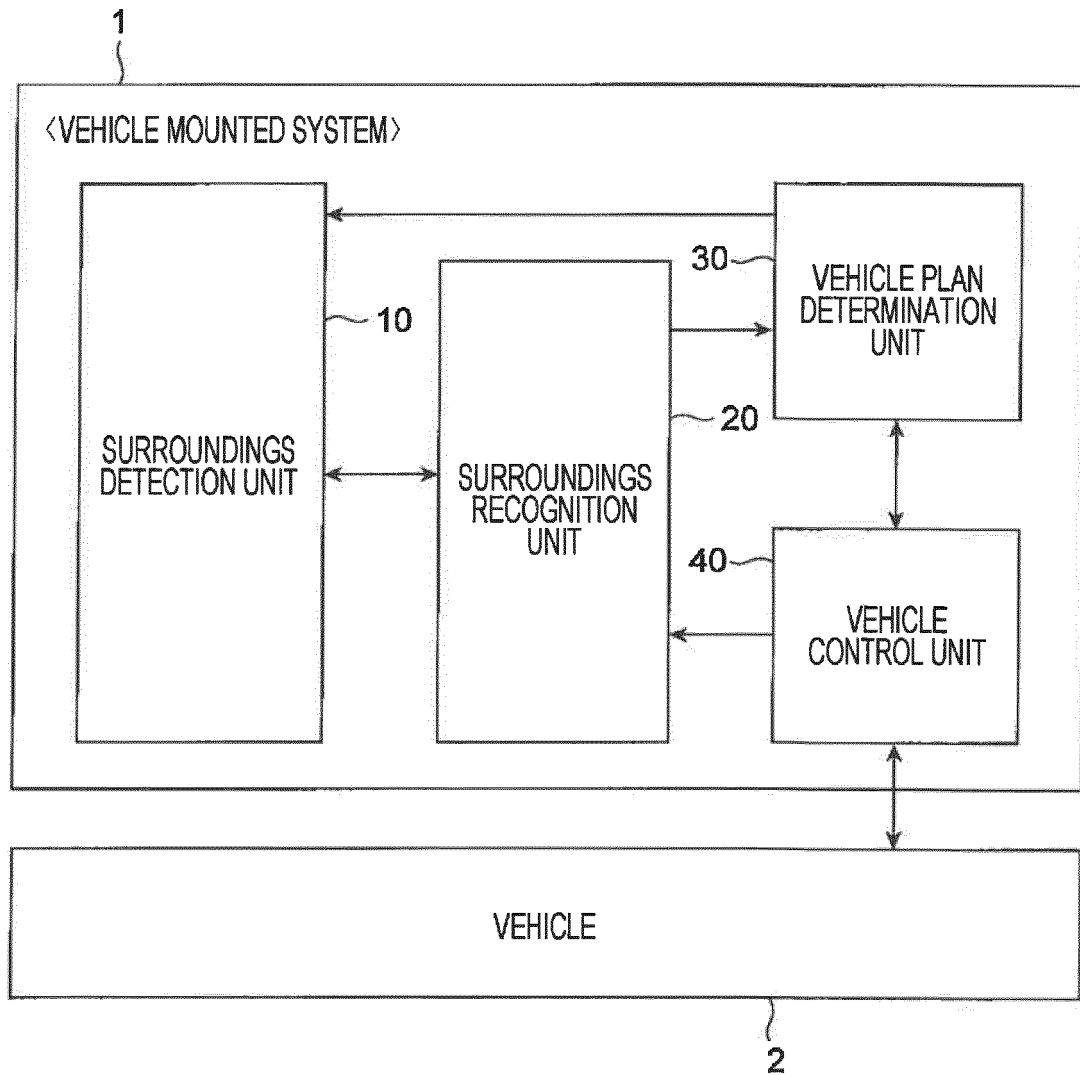 1
〈VEHICLE MOUNTED SYSTEM〉
30
VEHICLE PLAN
DETERMINATION
UNIT
10
20
SURROUNDINGS
DETECTION UNIT
SURROUNDINGS
RECOGNITION
UNIT
40
VEHICLE
CONTROL UNIT
VEHICLE
2